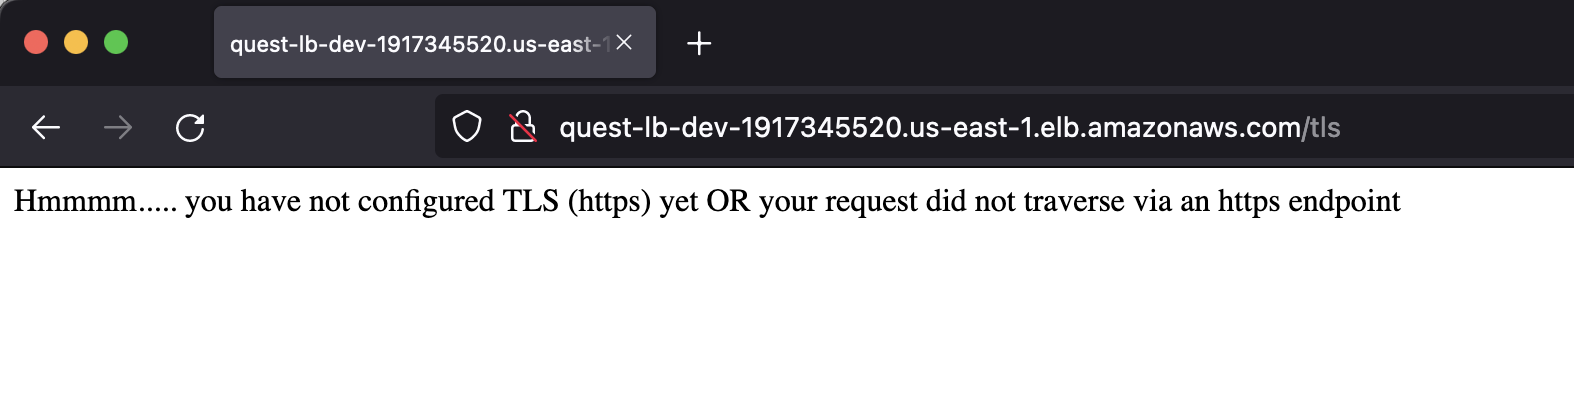 quest-lb-dev-1917345520.us-east-1
quest-lb-dev-1917345520.us-east-1.elb.amazonaws.com/tls
Hmmmm..... you have not configured TLS (https) yet OR your request did not traverse via an https endpoint